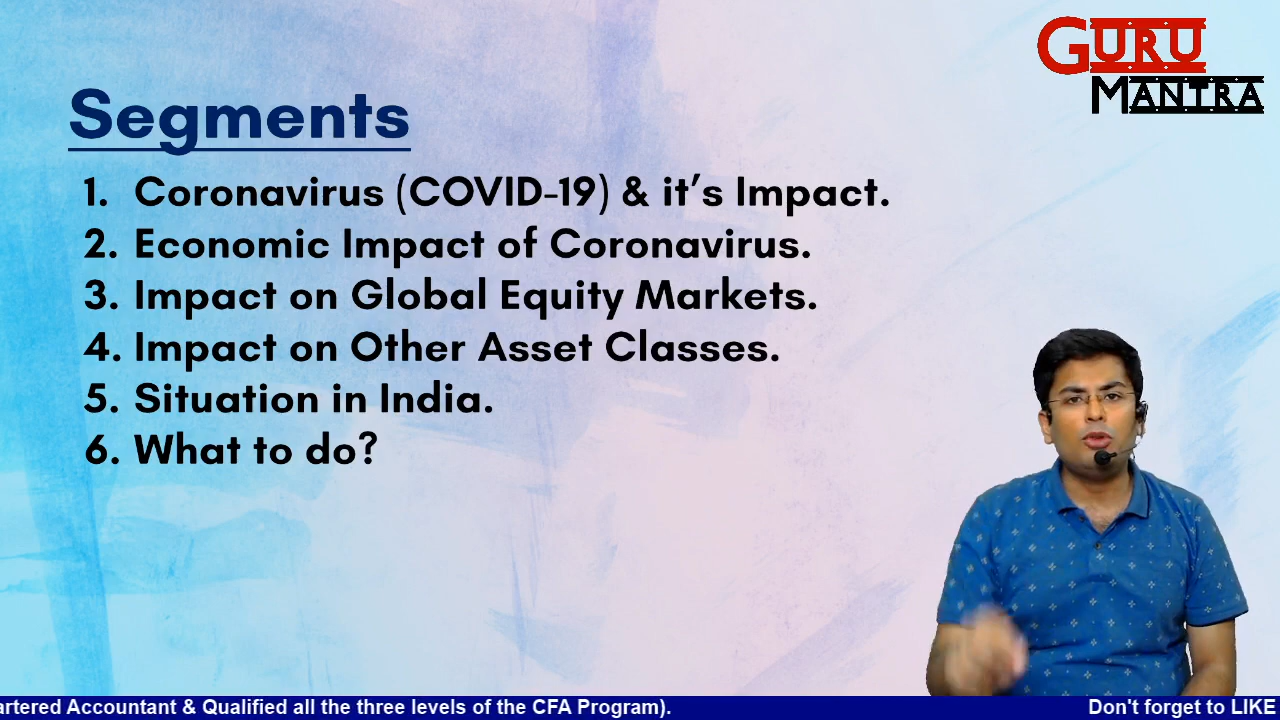 GURU
MANTRA
Segments
1. Coronavirus (COVID-19) & it's Impact.
2. Economic Impact of Coronavirus.
3. Impact on Global Equity Markets.
4. Impact on Other Asset Classes.
5. Situation in India.
6. What to do?
artered Accountant & Qualified all the three levels of the CFA Program). Don't forget to LIKE